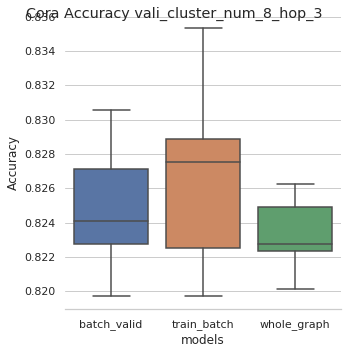 Cora Accuracy vali_cluster_num_8_hop_3
0.836
0.834
0.832
0.830
0.828
0.826
0.824
0.822
0.820
Accuracy
batch_valid train_batch whole_graph
models